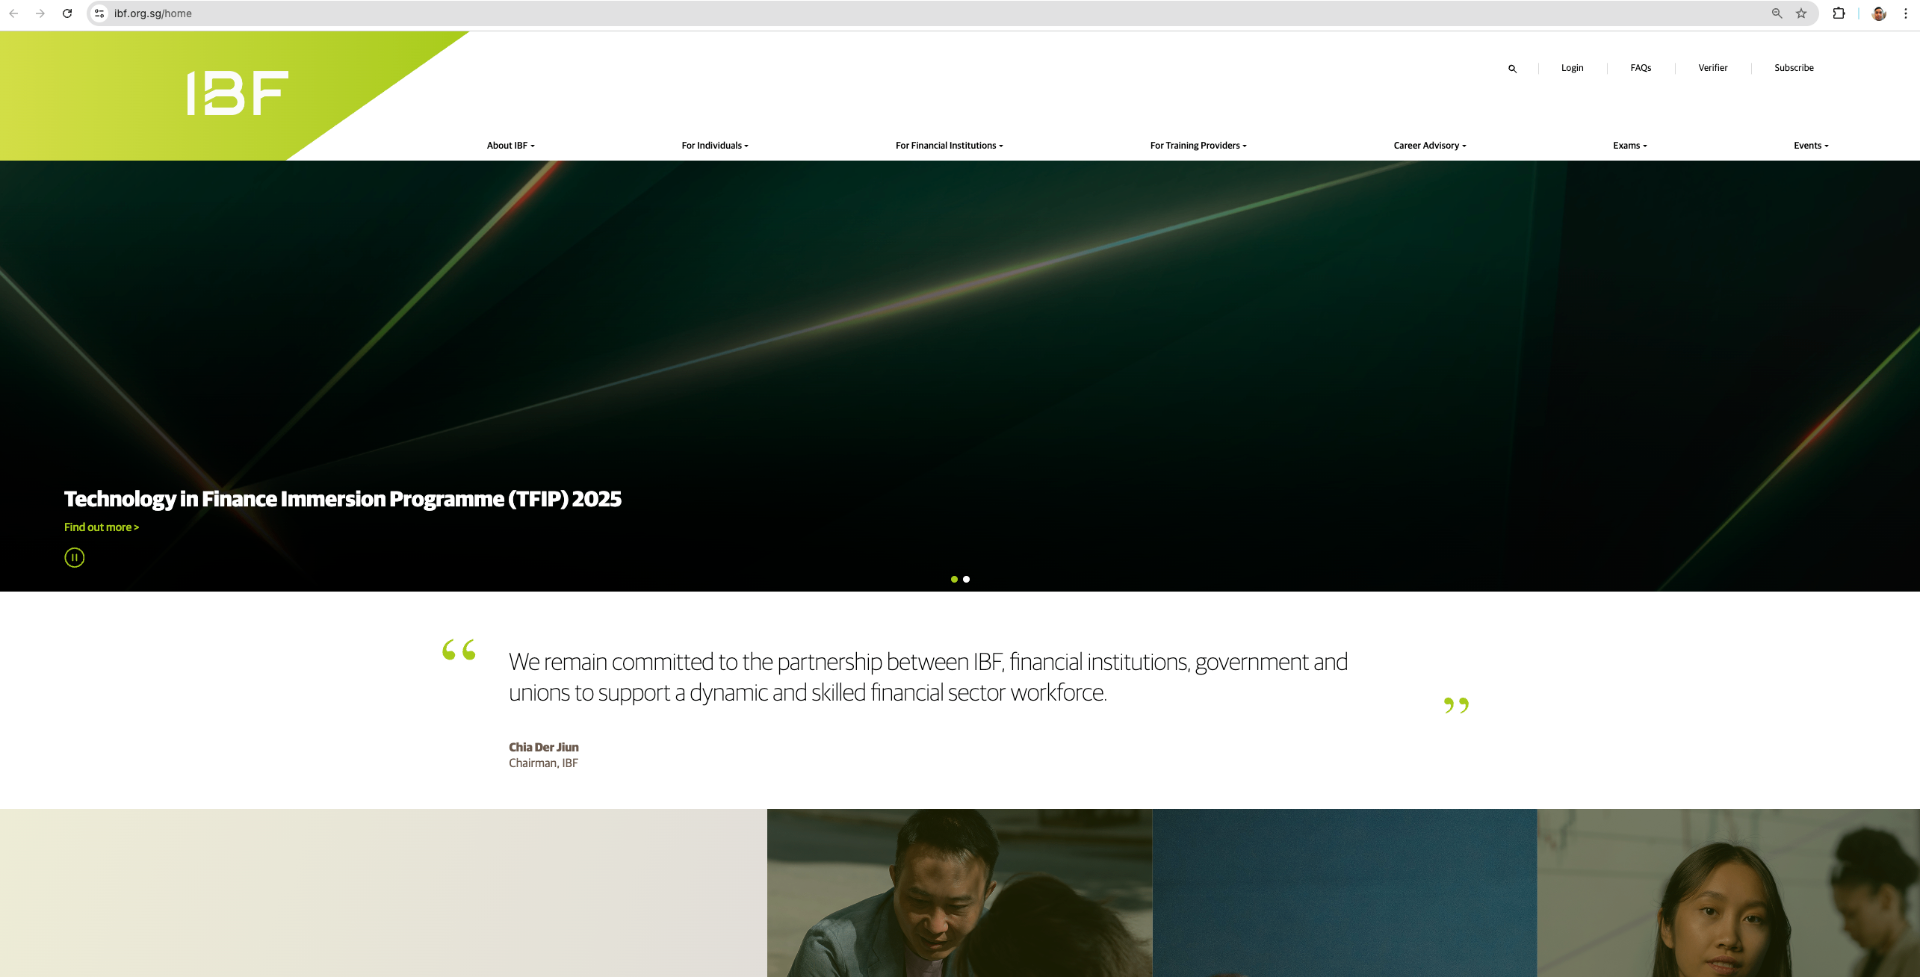 ibf.org.sg/home
IBF
Login
FAQs
Verifier
Subscribe
About IBF
For Individuals
For Financial Institutions
For Training Providers
Career Advisory
Exams
Events
Technology in Finance Immersion Programme (TFIP) 2025
Find out more >
“ We remain committed to the partnership between IBF, financial institutions, government and
unions to support a dynamic and skilled financial sector workforce. ”
Chia Der Jiun
Chairman, IBF